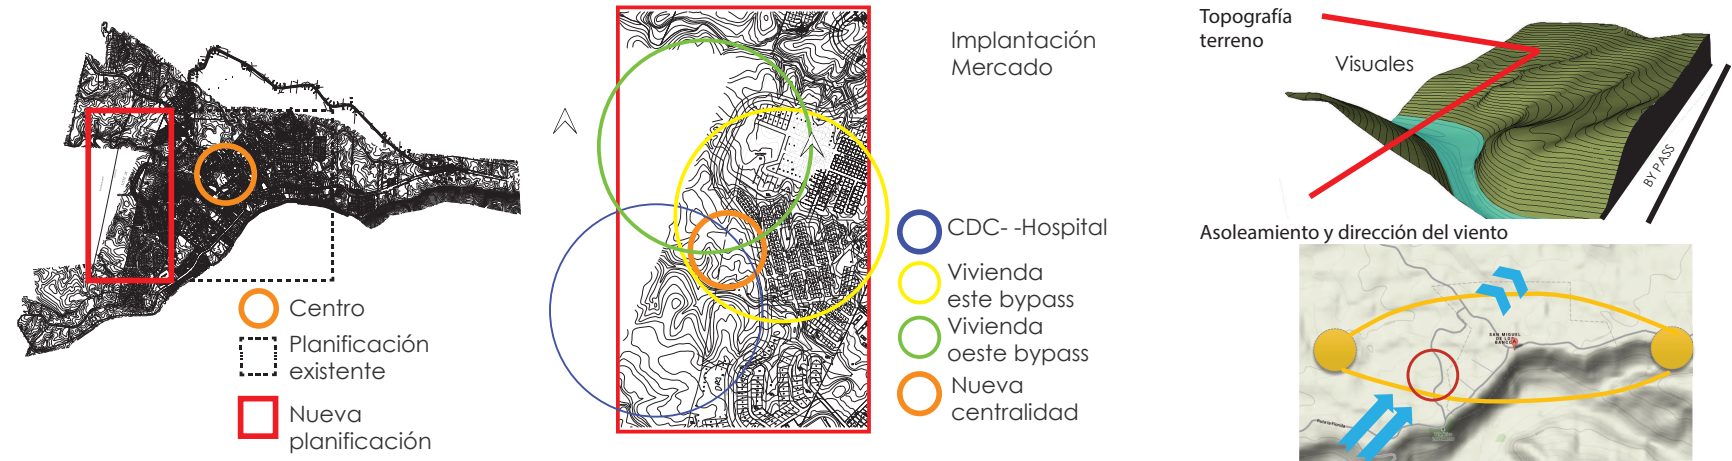 Centro
Planificación
existente
Nueva
planificación
Implantación
Mercado
CDC- -Hospital
Vivienda
este bypass
Vivienda
oeste bypass
Nueva
centralidad
Topografía
terreno
Visuales
BY PASS
Asoleamiento y dirección del viento
SAN MIGUEL
DE LOS
BANCOS